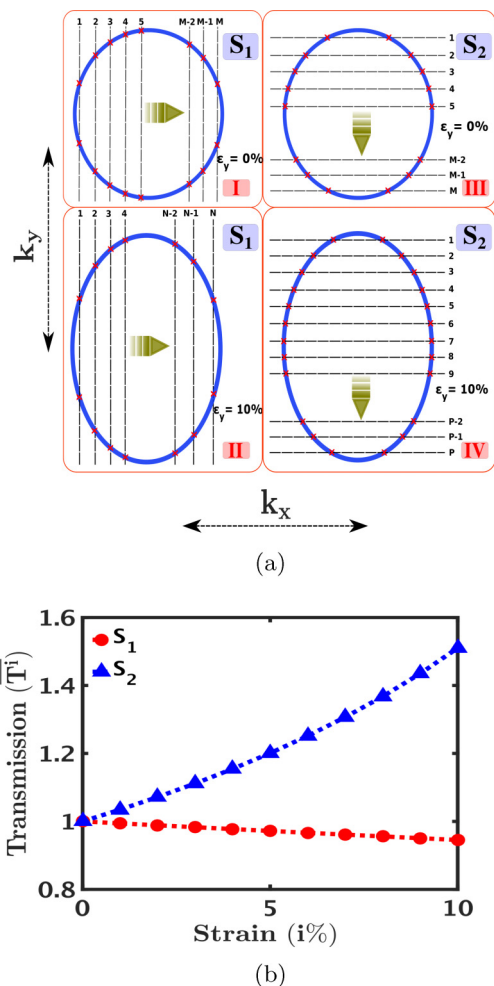 1 2 3 4 5 M-2 M-1 M
S1
εy = 0%
I
S2
1
2
3
4
5
εy = 0%
M-2
M-1
M
III
1 2 3 4 N-2 N-1 N
S1
εy = 10%
II
S2
1
2
3
4
5
6
7
8
9
εy = 10%
P-2
P-1
P
IV
ky
kx
(a)
1.6
1.4
1.2
1
0.8
S1
S2
Transmission (T̅ⁱ)
0 5 10
Strain (i%)
(b)